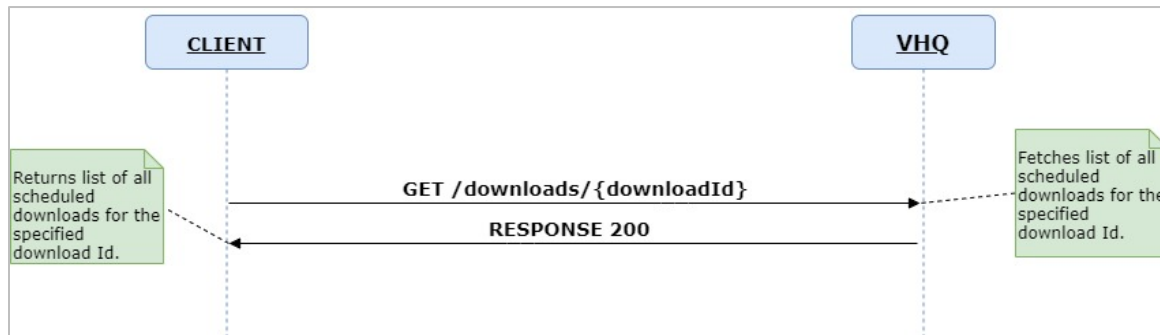 CLIENT
VHQ
Returns list of all
scheduled
downloads for the
specified
download Id.
GET /downloads/{downloadId}
RESPONSE 200
Fetches list of all
scheduled
downloads for the
specified
download Id.